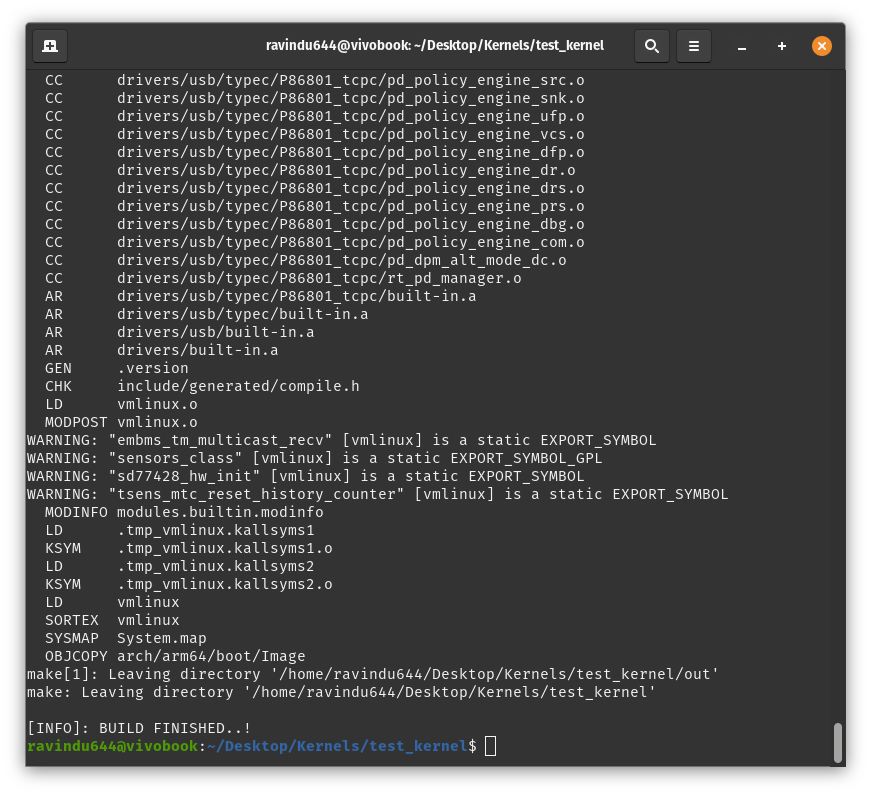 ravindu644@vivobook: ~/Desktop/Kernels/test_kernel
CC drivers/usb/typec/P86801_tcpc/pd_policy_engine_src.o
CC drivers/usb/typec/P86801_tcpc/pd_policy_engine_snk.o
CC drivers/usb/typec/P86801_tcpc/pd_policy_engine_ufp.o
CC drivers/usb/typec/P86801_tcpc/pd_policy_engine_vcs.o
CC drivers/usb/typec/P86801_tcpc/pd_policy_engine_dfp.o
CC drivers/usb/typec/P86801_tcpc/pd_policy_engine_dr.o
CC drivers/usb/typec/P86801_tcpc/pd_policy_engine_drs.o
CC drivers/usb/typec/P86801_tcpc/pd_policy_engine_prs.o
CC drivers/usb/typec/P86801_tcpc/pd_policy_engine_dbg.o
CC drivers/usb/typec/P86801_tcpc/pd_policy_engine_com.o
CC drivers/usb/typec/P86801_tcpc/pd_dpm_alt_mode_dc.o
CC drivers/usb/typec/P86801_tcpc/rt_pd_manager.o
AR drivers/usb/typec/P86801_tcpc/built-in.a
AR drivers/usb/typec/built-in.a
AR drivers/usb/built-in.a
AR drivers/built-in.a
GEN .version
CHK include/generated/compile.h
LD vmlinux.o
MODPOST vmlinux.o
WARNING: "embms_tm_multicast_recv" [vmlinux] is a static EXPORT_SYMBOL
WARNING: "sensors_class" [vmlinux] is a static EXPORT_SYMBOL_GPL
WARNING: "sd77428_hw_init" [vmlinux] is a static EXPORT_SYMBOL
WARNING: "tsens_mtc_reset_history_counter" [vmlinux] is a static EXPORT_SYMBOL
MODINFO modules.builtin.modinfo
LD .tmp_vmlinux.kallsyms1
KSYM .tmp_vmlinux.kallsyms1.o
LD .tmp_vmlinux.kallsyms2
KSYM .tmp_vmlinux.kallsyms2.o
LD vmlinux
SORTEX vmlinux
SYSMAP System.map
OBJCOPY arch/arm64/boot/Image
make[1]: Leaving directory '/home/ravindu644/Desktop/Kernels/test_kernel/out'
make: Leaving directory '/home/ravindu644/Desktop/Kernels/test_kernel'
[INFO]: BUILD FINISHED..!
ravindu644@vivobook:~/Desktop/Kernels/test_kernel$